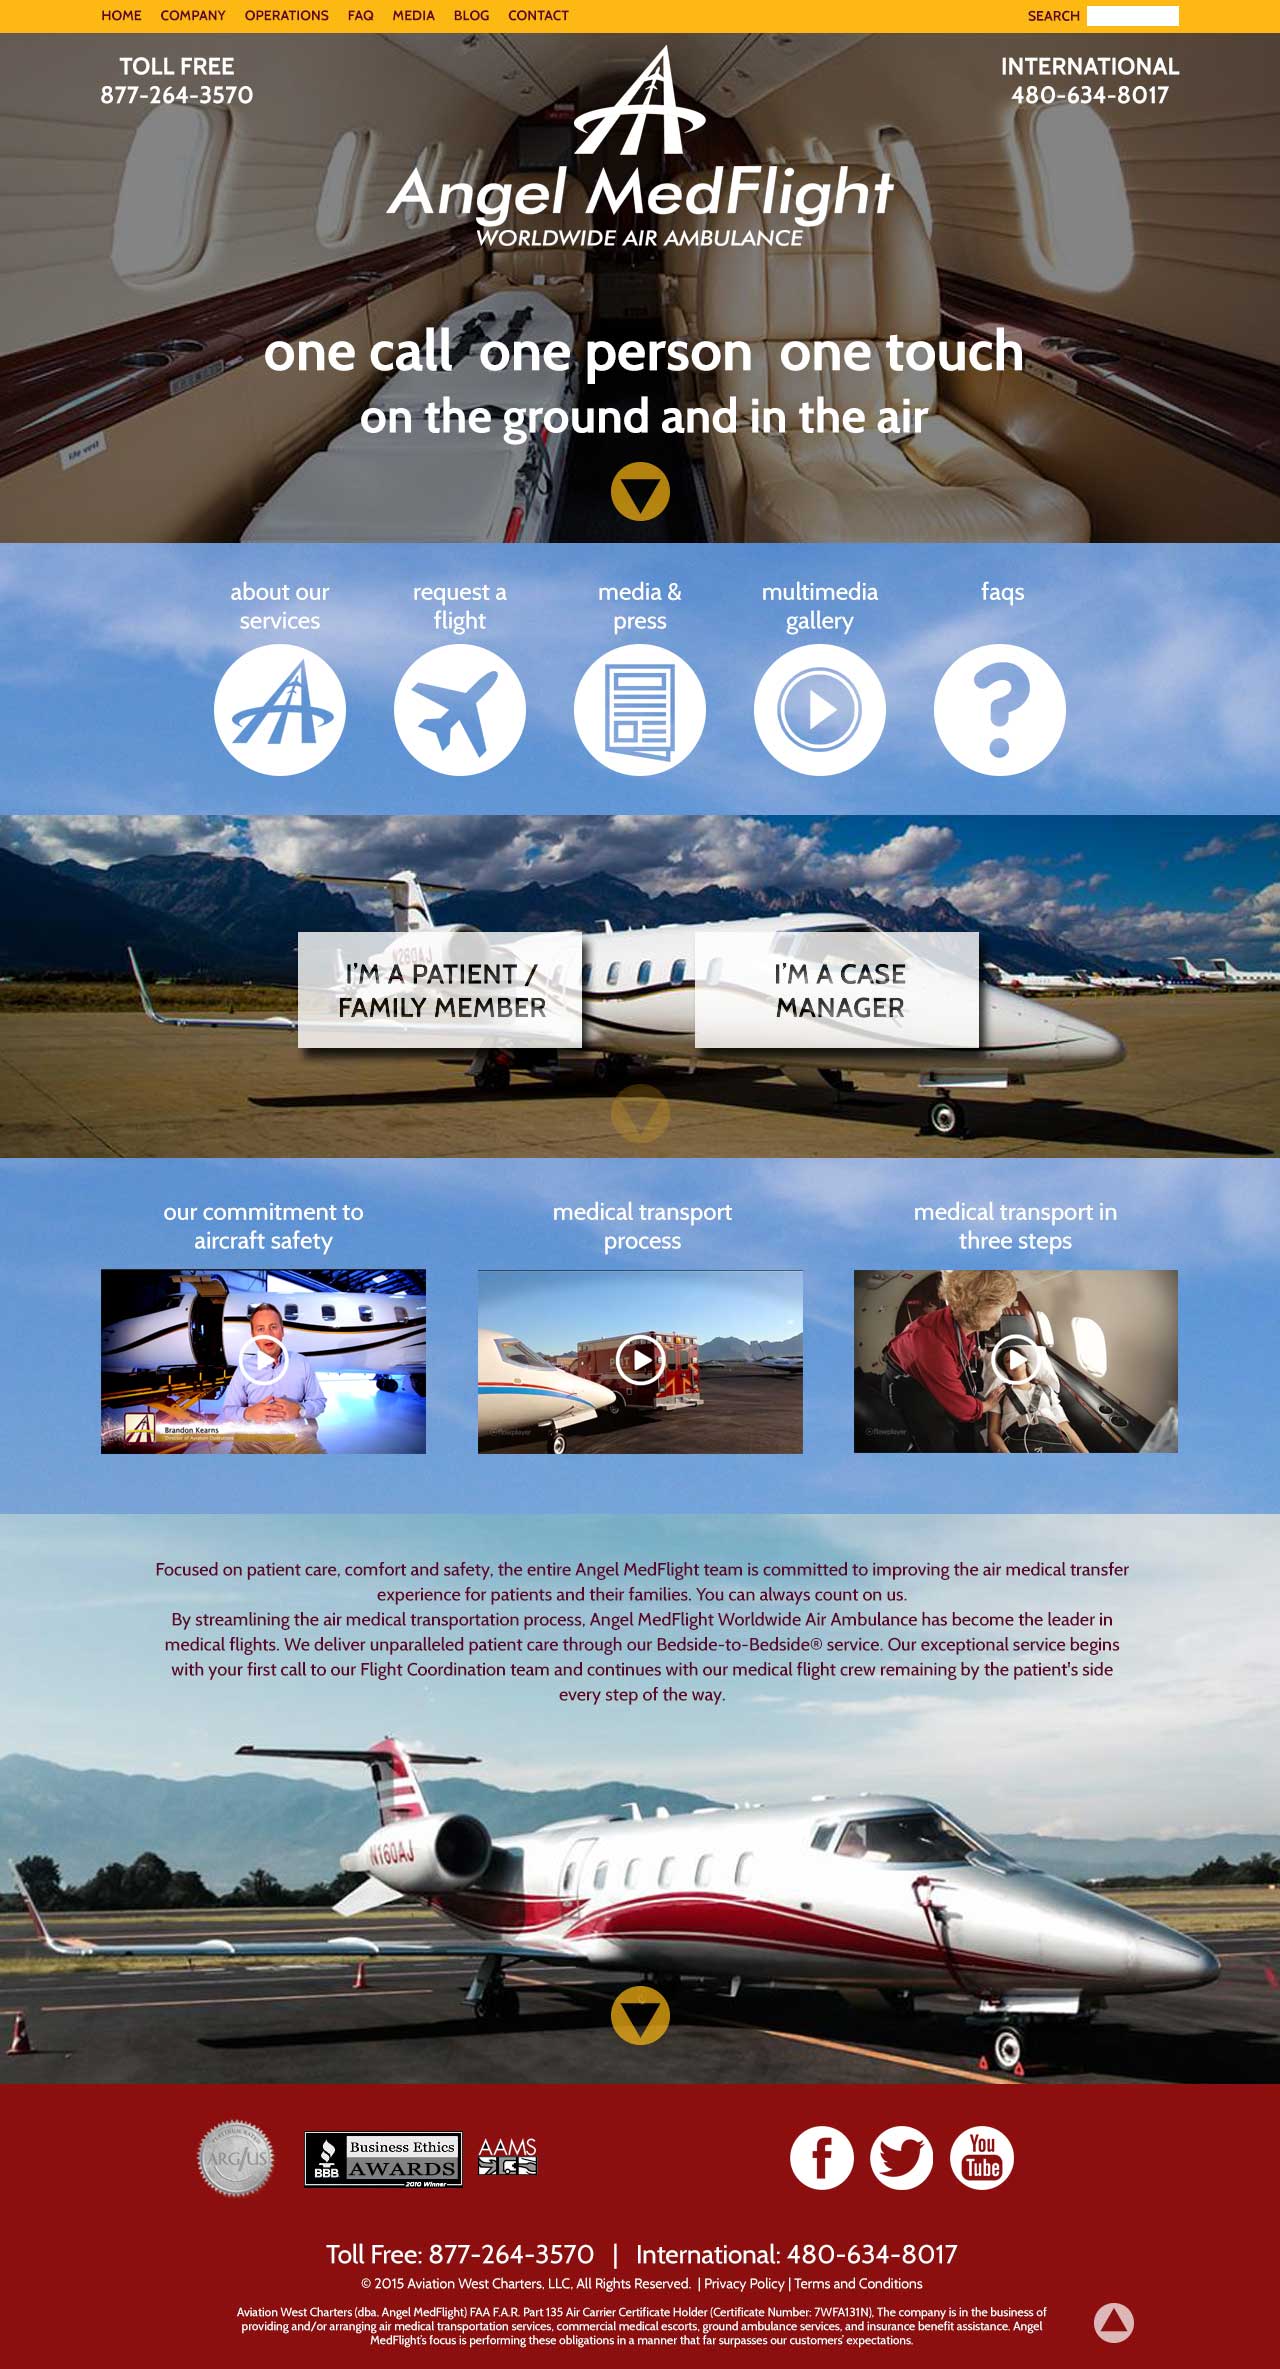 HOME COMPANY OPERATIONS FAQ MEDIA BLOG CONTACT SEARCH
TOLL FREE
877-264-3570
INTERNATIONAL
480-634-8017
Angel MedFlight
WORLDWIDE AIR AMBULANCE
one call one person one touch
on the ground and in the air
life vest
about our
services
request a
flight
media &
press
multimedia
gallery
faqs
I'M A PATIENT /
FAMILY MEMBER
I'M A CASE
MANAGER
our commitment to
aircraft safety
medical transport
process
medical transport in
three steps
Brandon Kearns
Director of Aviation Operations
flowplayer
flowplayer
Focused on patient care, comfort and safety, the entire Angel MedFlight team is committed to improving the air medical transfer
experience for patients and their families. You can always count on us.
By streamlining the air medical transportation process, Angel MedFlight Worldwide Air Ambulance has become the leader in
medical flights. We deliver unparalleled patient care through our Bedside-to-Bedside® service. Our exceptional service begins
with your first call to our Flight Coordination team and continues with our medical flight crew remaining by the patient's side
every step of the way.
N160AJ
ARG/US
BBB
Business Ethics
AWARDS
2010 Winner
AAMS
You
Tube
Toll Free: 877-264-3570 | International: 480-634-8017
© 2015 Aviation West Charters, LLC, All Rights Reserved. | Privacy Policy | Terms and Conditions
Aviation West Charters (dba. Angel MedFlight) FAA F.A.R. Part 135 Air Carrier Certificate Holder (Certificate Number: 7WFA131N), The company is in the business of
providing and/or arranging air medical transportation services, commercial medical escorts, ground ambulance services, and insurance benefit assistance. Angel
MedFlight's focus is performing these obligations in a manner that far surpasses our customers' expectations.